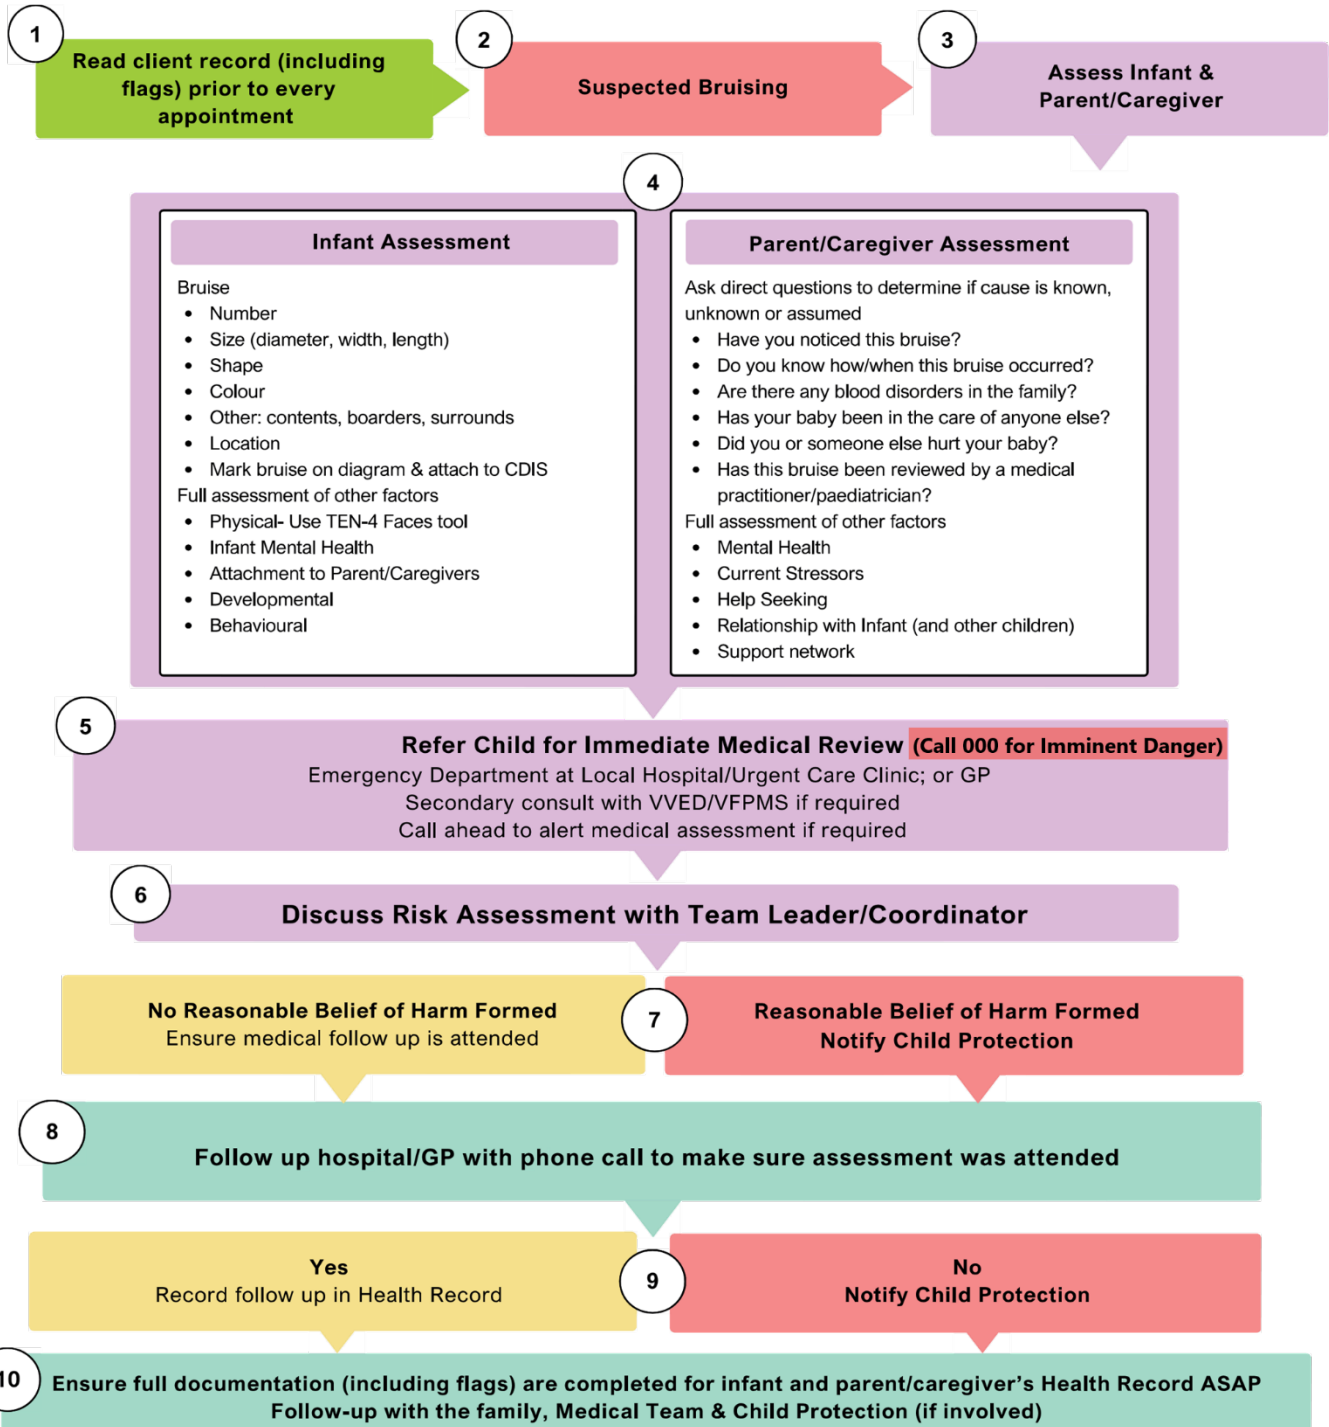 1
Read client record (including
flags) prior to every
appointment
2
Suspected Bruising
3
Assess Infant &
Parent/Caregiver
4
Infant Assessment
Bruise
• Number
• Size (diameter, width, length)
• Shape
• Colour
• Other: contents, boarders, surrounds
• Location
• Mark bruise on diagram & attach to CDIS
Full assessment of other factors
• Physical- Use TEN-4 Faces tool
• Infant Mental Health
• Attachment to Parent/Caregivers
• Developmental
• Behavioural
Parent/Caregiver Assessment
Ask direct questions to determine if cause is known,
unknown or assumed
• Have you noticed this bruise?
• Do you know how/when this bruise occurred?
• Are there any blood disorders in the family?
• Has your baby been in the care of anyone else?
• Did you or someone else hurt your baby?
• Has this bruise been reviewed by a medical
practitioner/paediatrician?
Full assessment of other factors
• Mental Health
• Current Stressors
• Help Seeking
• Relationship with Infant (and other children)
• Support network
5
Refer Child for Immediate Medical Review (Call 000 for Imminent Danger)
Emergency Department at Local Hospital/Urgent Care Clinic; or GP
Secondary consult with VVED/VFPMS if required
Call ahead to alert medical assessment if required
6
Discuss Risk Assessment with Team Leader/Coordinator
No Reasonable Belief of Harm Formed
Ensure medical follow up is attended
7
Reasonable Belief of Harm Formed
Notify Child Protection
8
Follow up hospital/GP with phone call to make sure assessment was attended
Yes
Record follow up in Health Record
9
No
Notify Child Protection
10
Ensure full documentation (including flags) are completed for infant and parent/caregiver's Health Record ASAP
Follow-up with the family, Medical Team & Child Protection (if involved)